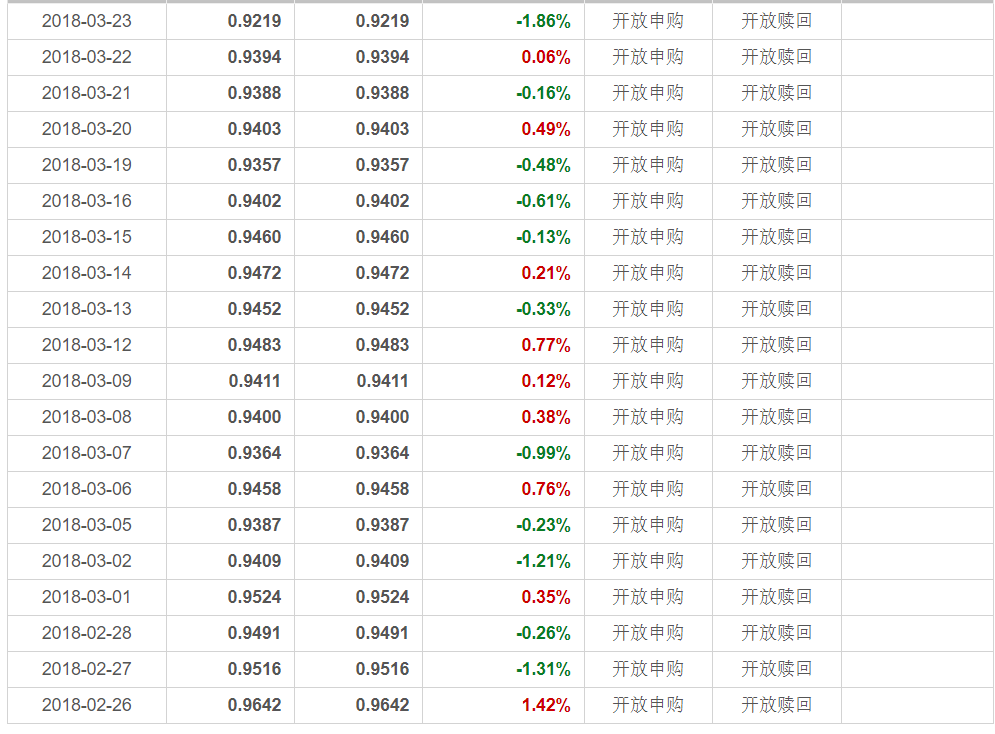 2018-03-23 0.9219 0.9219 -1.86% 开放申购 开放赎回
2018-03-22 0.9394 0.9394 0.06% 开放申购 开放赎回
2018-03-21 0.9388 0.9388 -0.16% 开放申购 开放赎回
2018-03-20 0.9403 0.9403 0.49% 开放申购 开放赎回
2018-03-19 0.9357 0.9357 -0.48% 开放申购 开放赎回
2018-03-16 0.9402 0.9402 -0.61% 开放申购 开放赎回
2018-03-15 0.9460 0.9460 -0.13% 开放申购 开放赎回
2018-03-14 0.9472 0.9472 0.21% 开放申购 开放赎回
2018-03-13 0.9452 0.9452 -0.33% 开放申购 开放赎回
2018-03-12 0.9483 0.9483 0.77% 开放申购 开放赎回
2018-03-09 0.9411 0.9411 0.12% 开放申购 开放赎回
2018-03-08 0.9400 0.9400 0.38% 开放申购 开放赎回
2018-03-07 0.9364 0.9364 -0.99% 开放申购 开放赎回
2018-03-06 0.9458 0.9458 0.76% 开放申购 开放赎回
2018-03-05 0.9387 0.9387 -0.23% 开放申购 开放赎回
2018-03-02 0.9409 0.9409 -1.21% 开放申购 开放赎回
2018-03-01 0.9524 0.9524 0.35% 开放申购 开放赎回
2018-02-28 0.9491 0.9491 -0.26% 开放申购 开放赎回
2018-02-27 0.9516 0.9516 -1.31% 开放申购 开放赎回
2018-02-26 0.9642 0.9642 1.42% 开放申购 开放赎回